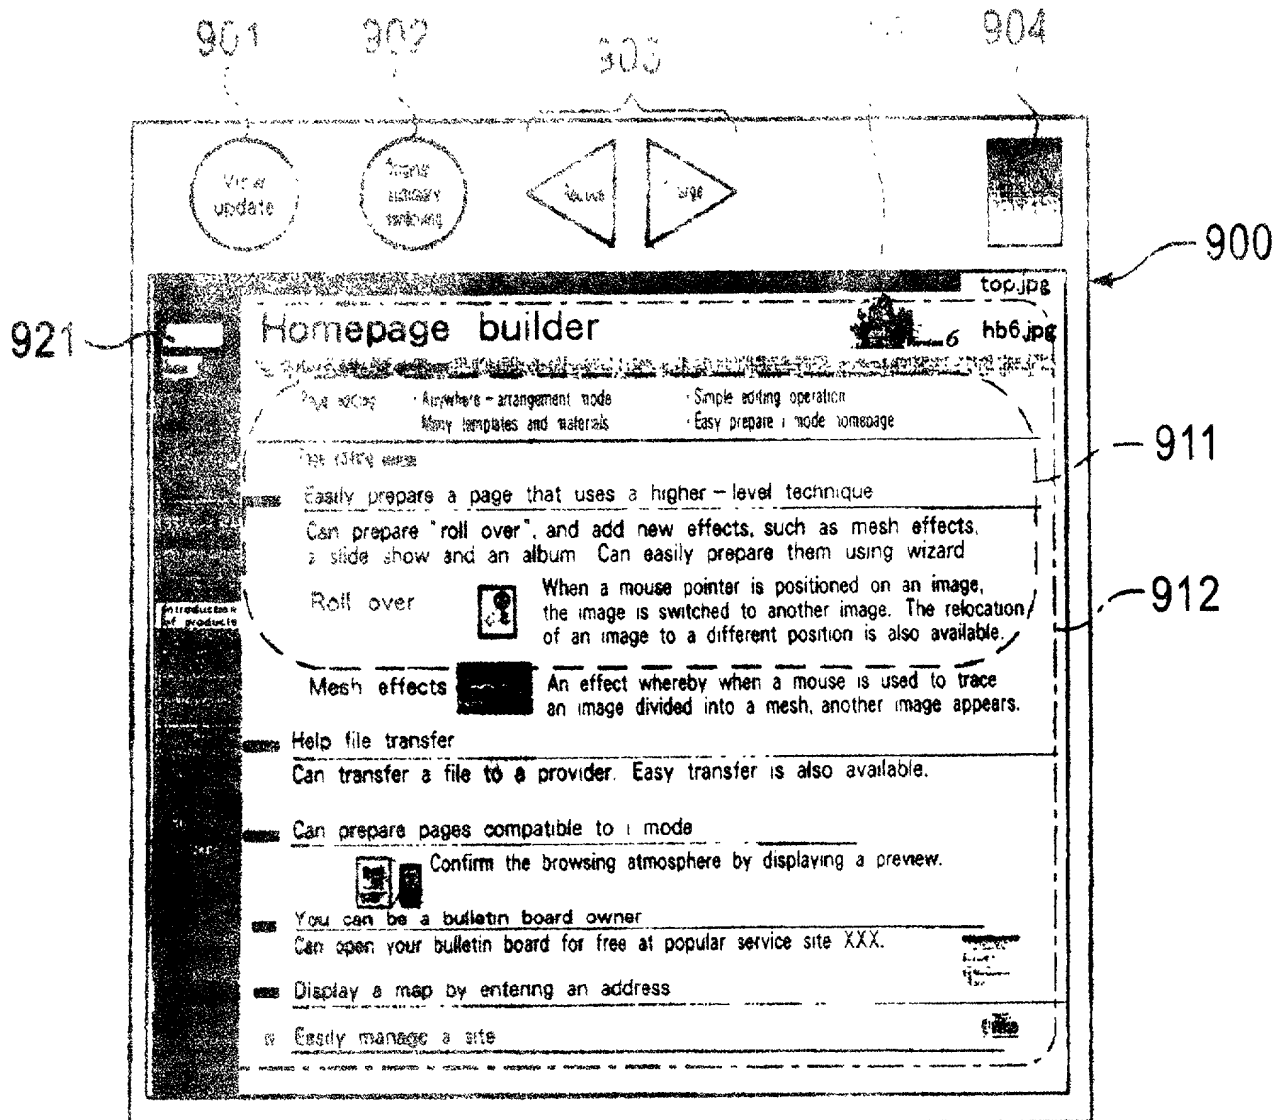 901
902
903
904
View
update
900
top.jpg
921
Homepage builder
6
hb6.jpg
Page editing
· Anywhere-arrangement mode
· Simple editing operation
Many templates and materials
· Easy prepare i mode homepage
911
Easily prepare a page that uses a higher-level technique
Can prepare "roll over", and add new effects, such as mesh effects,
a slide show and an album Can easily prepare them using wizard
Roll over
When a mouse pointer is positioned on an image,
the image is switched to another image. The relocation
of an image to a different position is also available.
912
introduction
of products
Mesh effects
An effect whereby when a mouse is used to trace
an image divided into a mesh, another image appears.
Help file transfer
Can transfer a file to a provider. Easy transfer is also available.
Can prepare pages compatible to i mode
Confirm the browsing atmosphere by displaying a preview.
You can be a bulletin board owner
Can open your bulletin board for free at popular service site XXX.
Display a map by entering an address
Easily manage a site